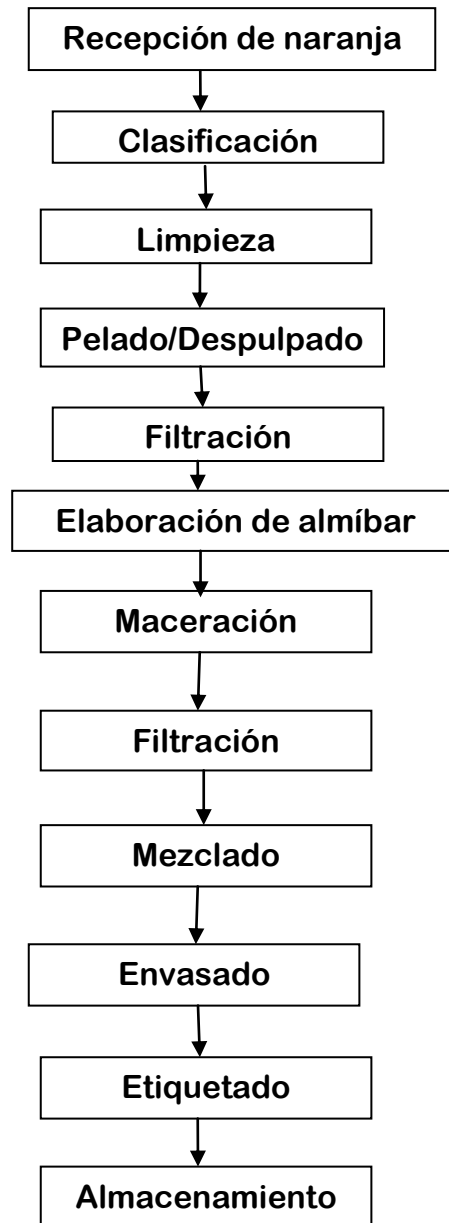 Recepción de naranja
Clasificación
Limpieza
Pelado/Despulpado
Filtración
Elaboración de almíbar
Maceración
Filtración
Mezclado
Envasado
Etiquetado
Almacenamiento